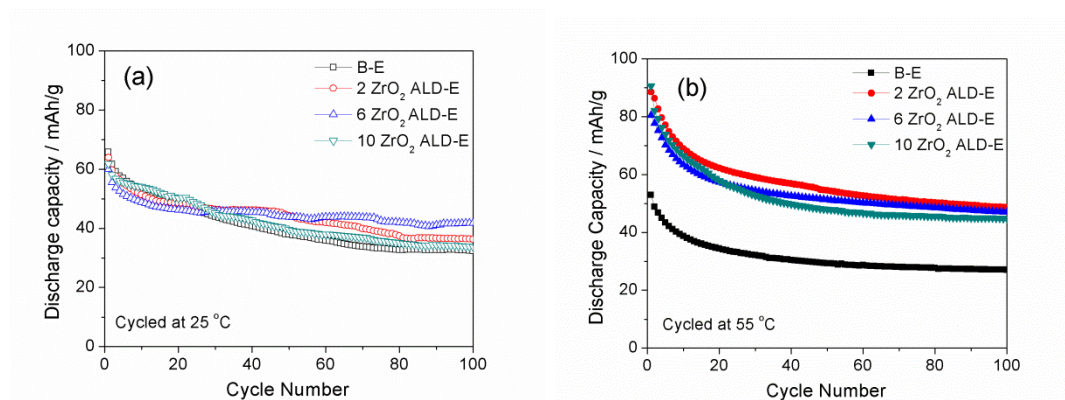 (a)
B-E
2 ZrO₂ ALD-E
6 ZrO₂ ALD-E
10 ZrO₂ ALD-E
100
80
60
40
20
0
Discharge capacity / mAh/g
Cycled at 25 °C
0 20 40 60 80 100
Cycle Number
(b)
B-E
2 ZrO₂ ALD-E
6 ZrO₂ ALD-E
10 ZrO₂ ALD-E
100
80
60
40
20
0
Discharge Capacity / mAh/g
Cycled at 55 °C
0 20 40 60 80 100
Cycle Number